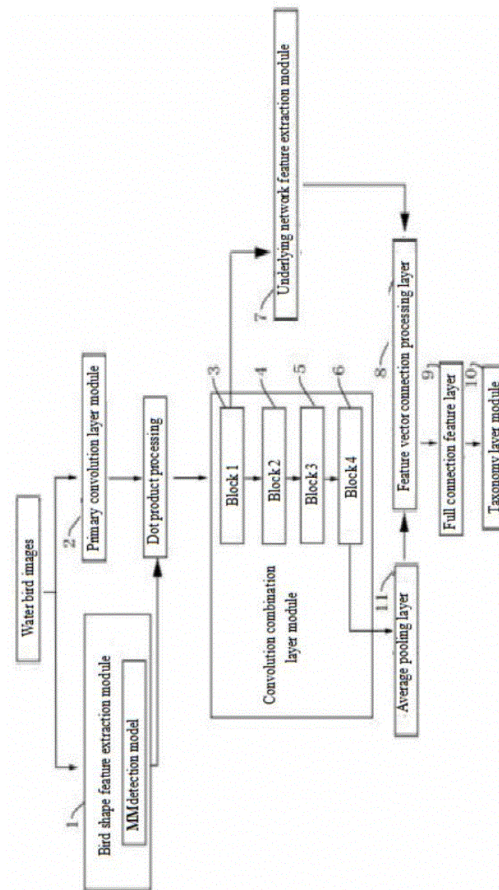 Water bird images
1
Bird shape feature extraction module
MM detection model
2
Primary convolution layer module
Dot product processing
Convolution combination
layer module
3
Block 1
4
Block 2
5
Block 3
6
Block 4
7
Underlying network feature extraction module
11
Average pooling layer
8
Feature vector connection processing layer
9
Full connection feature layer
10
Taxonomy layer module